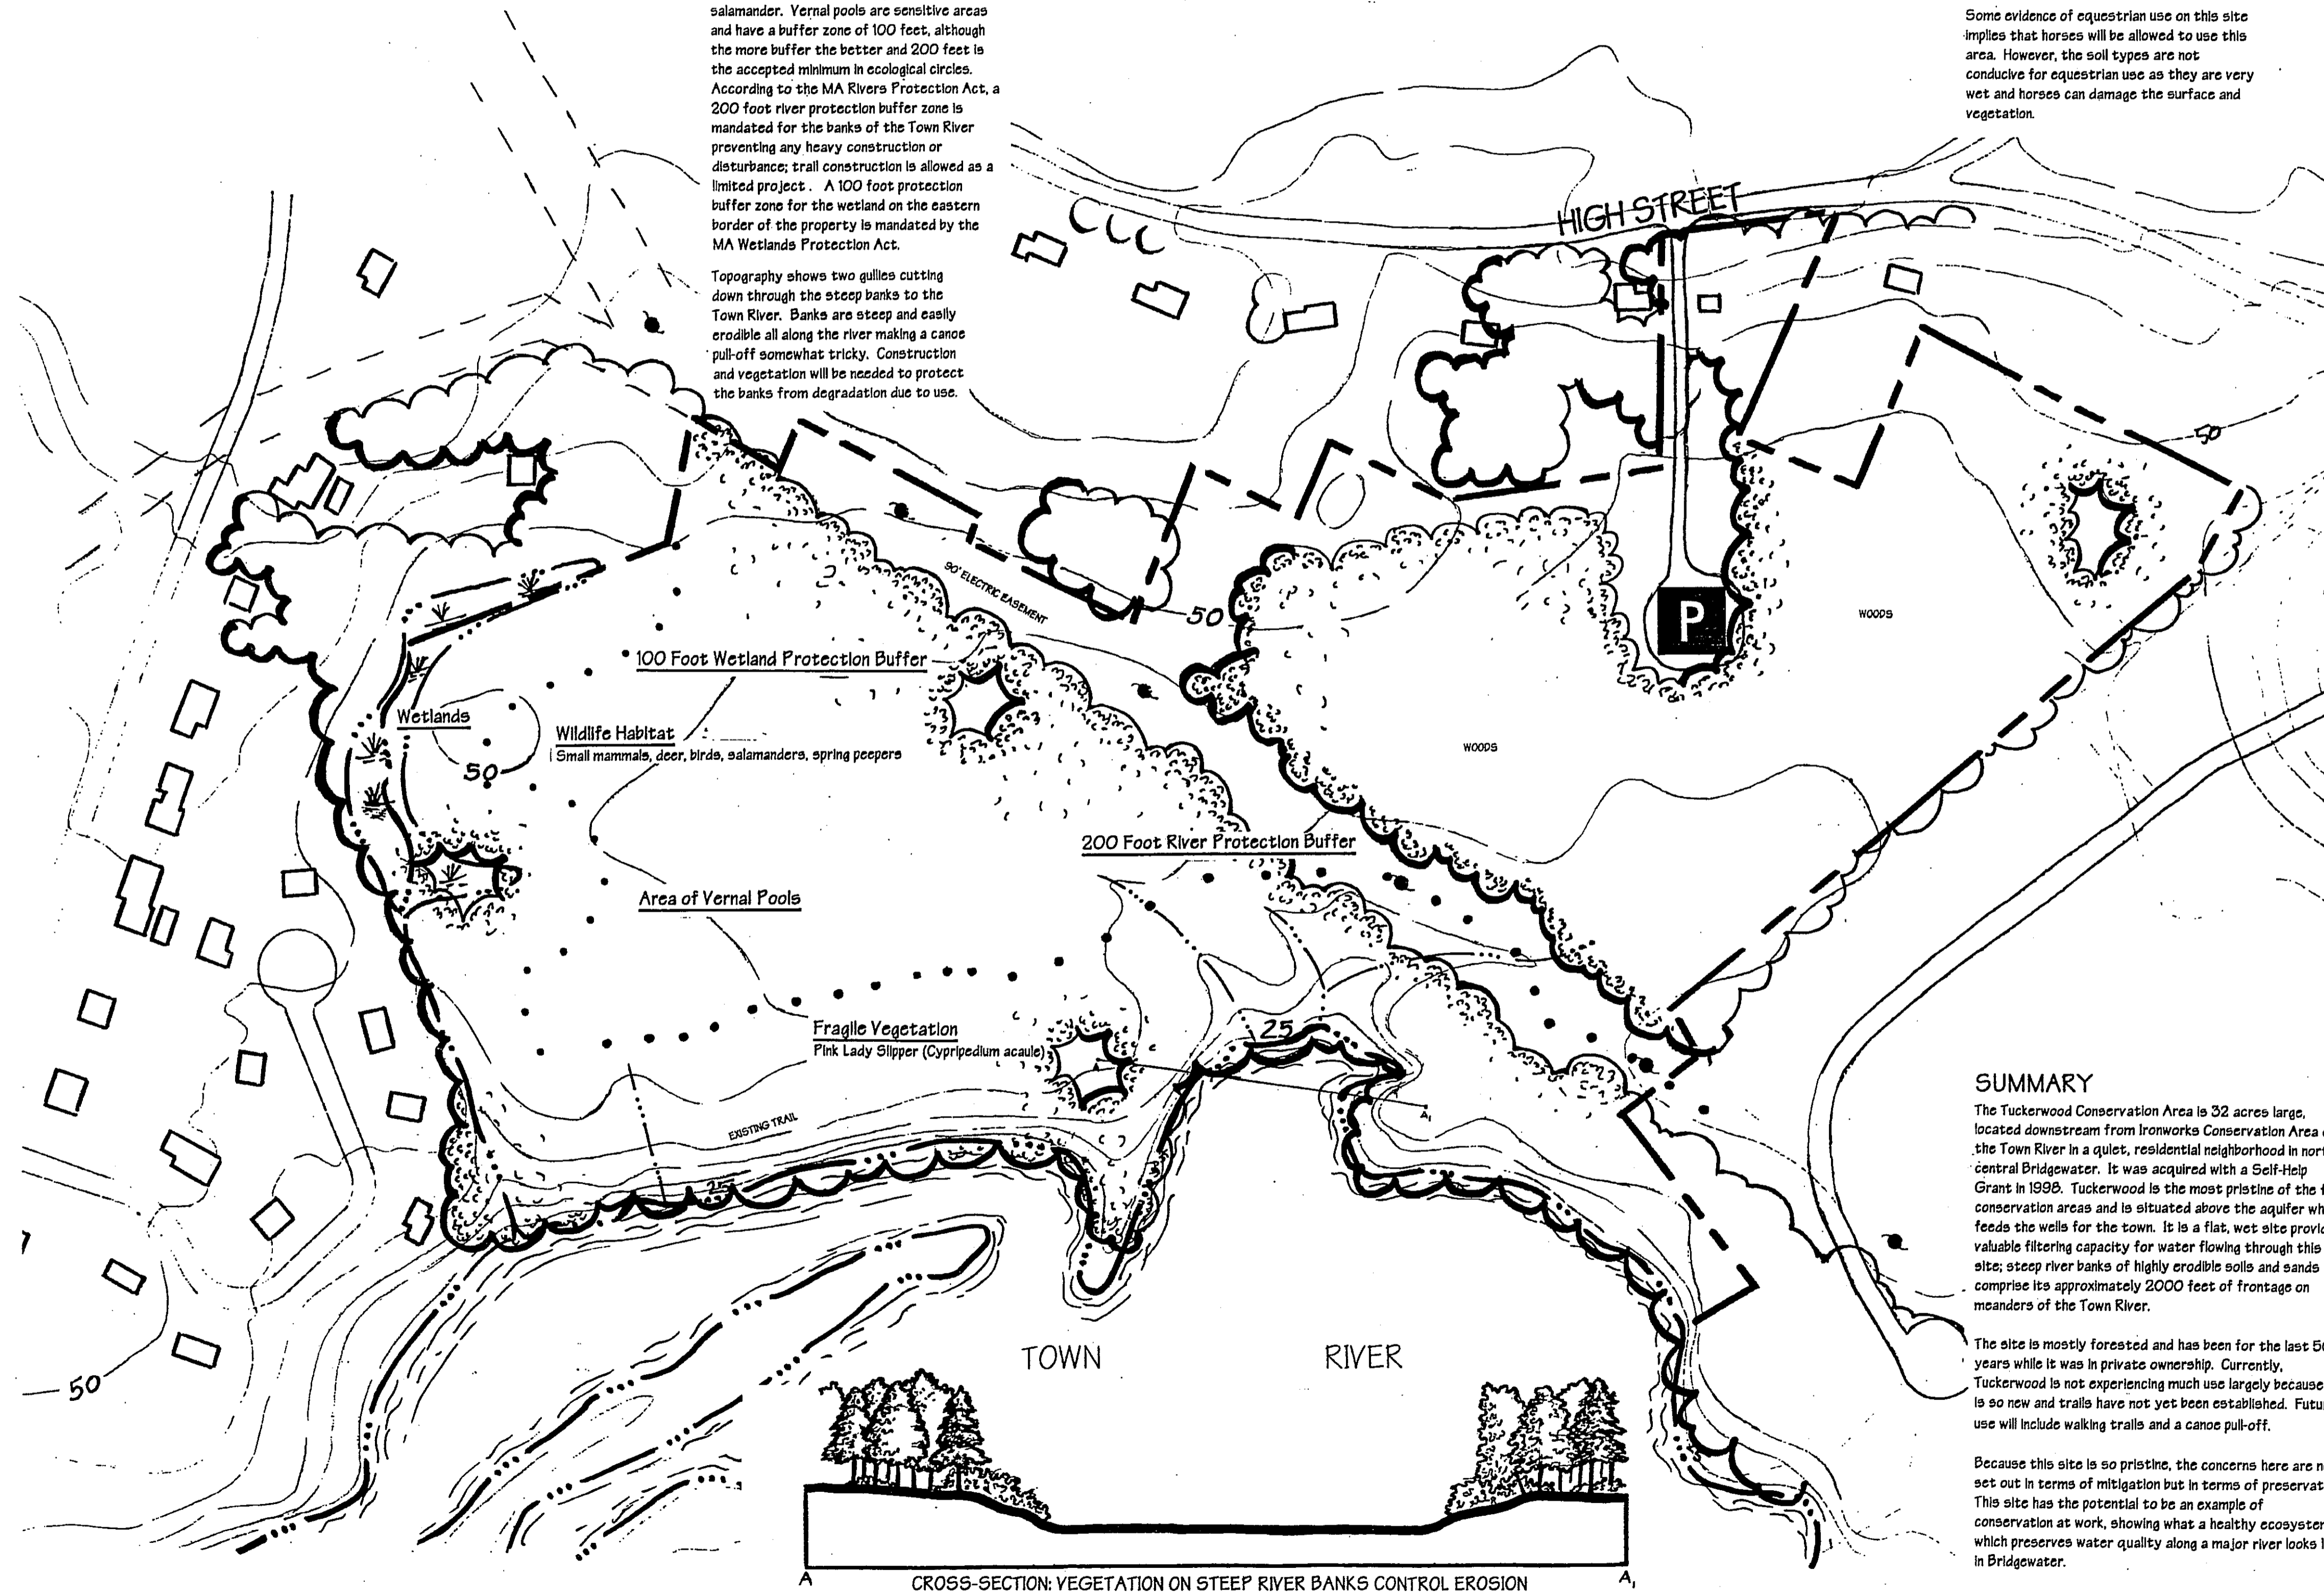 salamander. Vernal pools are sensitive areas
and have a buffer zone of 100 feet, although
the more buffer the better and 200 feet is
the accepted minimum in ecological circles.
According to the MA Rivers Protection Act, a
200 foot river protection buffer zone is
mandated for the banks of the Town River
preventing any heavy construction or
disturbance; trail construction is allowed as a
limited project. A 100 foot protection
buffer zone for the wetland on the eastern
border of the property is mandated by the
MA Wetlands Protection Act.
Topography shows two gullies cutting
down through the steep banks to the
Town River. Banks are steep and easily
erodible all along the river making a canoe
pull-off somewhat tricky. Construction
and vegetation will be needed to protect
the banks from degradation due to use.
Some evidence of equestrian use on this site
implies that horses will be allowed to use this
area. However, the soil types are not
conducive for equestrian use as they are very
wet and horses can damage the surface and
vegetation.
HIGH STREET
50
90' ELECTRIC EASEMENT
50
P
WOODS
100 Foot Wetland Protection Buffer
Wetlands
Wildlife Habitat
Small mammals, deer, birds, salamanders, spring peepers
50
WOODS
200 Foot River Protection Buffer
Area of Vernal Pools
Fragile Vegetation
Pink Lady Slipper (Cypripedium acaule)
25
A
A1
EXISTING TRAIL
25
50
TOWN RIVER
A
A1
CROSS-SECTION: VEGETATION ON STEEP RIVER BANKS CONTROL EROSION
SUMMARY
The Tuckerwood Conservation Area is 32 acres large,
located downstream from Ironworks Conservation Area
the Town River in a quiet, residential neighborhood in
central Bridgewater. It was acquired with a Self-Help
Grant in 1998. Tuckerwood is the most pristine of the
conservation areas and is situated above the aquifer
feeds the wells for the town. It is a flat, wet site
valuable filtering capacity for water flowing through this
site; steep river banks of highly erodible soils and sands
comprise its approximately 2000 feet of frontage on
meanders of the Town River.
The site is mostly forested and has been for the last
years while it was in private ownership. Currently,
Tuckerwood is not experiencing much use largely because
is so new and trails have not yet been established.
use will include walking trails and a canoe pull-off.
Because this site is so pristine, the concerns here are
set out in terms of mitigation but in terms of
This site has the potential to be an example of
conservation at work, showing what a healthy
which preserves water quality along a major river looks
in Bridgewater.